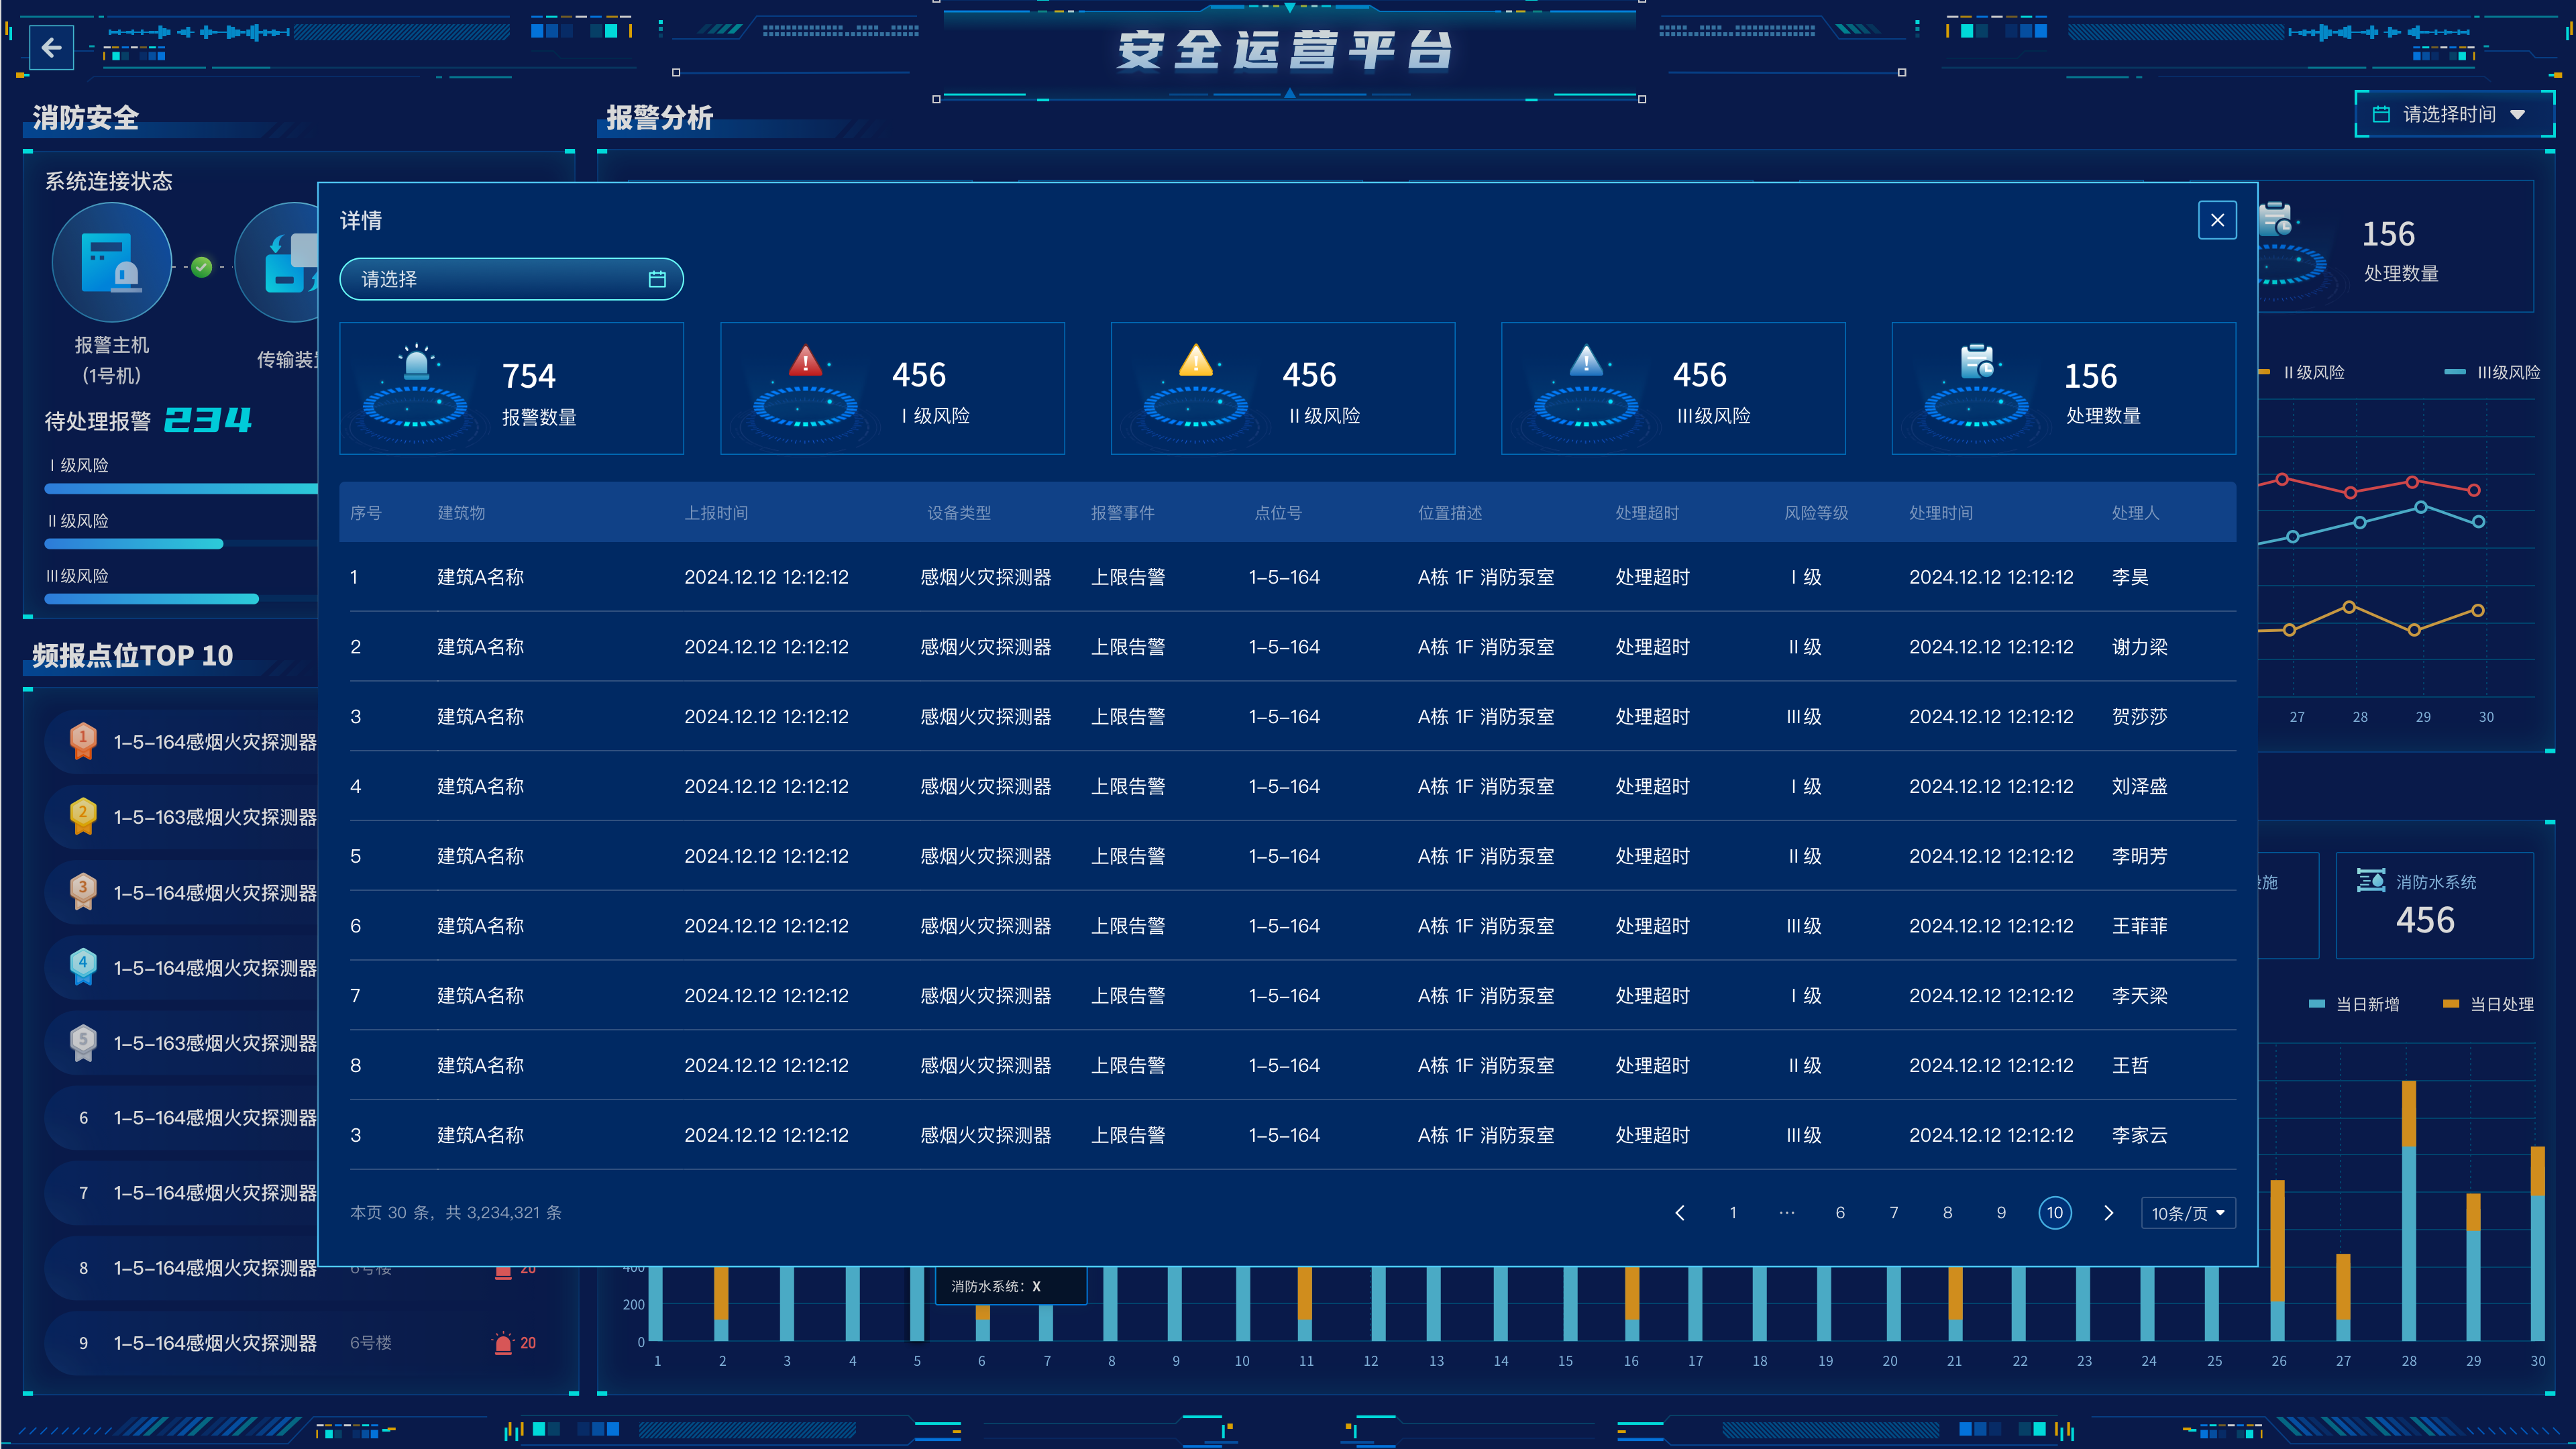 安全运营平台
消防安全
报警分析
请选择时间
系统连接状态
报警主机
(1号机)
传输装
待处理报警 234
Ⅰ 级风险
Ⅱ 级风险
Ⅲ级风险
频报点位TOP 10
1 1-5-164感烟火灾探测器
2 1-5-163感烟火灾探测器
3 1-5-164感烟火灾探测器
4 1-5-164感烟火灾探测器
5 1-5-163感烟火灾探测器
6 1-5-164感烟火灾探测器
7 1-5-164感烟火灾探测器
8 1-5-164感烟火灾探测器 6号楼 20
9 1-5-164感烟火灾探测器 6号楼 20
详情
请选择
754
报警数量
456
Ⅰ 级风险
456
Ⅱ 级风险
456
Ⅲ级风险
156
处理数量
序号 建筑物 上报时间 设备类型 报警事件 点位号 位置描述 处理超时 风险等级 处理时间 处理人
1 建筑A名称 2024.12.12 12:12:12 感烟火灾探测器 上限告警 1-5-164 A栋 1F 消防泵室 处理超时 Ⅰ 级 2024.12.12 12:12:12 李昊
2 建筑A名称 2024.12.12 12:12:12 感烟火灾探测器 上限告警 1-5-164 A栋 1F 消防泵室 处理超时 Ⅱ 级 2024.12.12 12:12:12 谢力梁
3 建筑A名称 2024.12.12 12:12:12 感烟火灾探测器 上限告警 1-5-164 A栋 1F 消防泵室 处理超时 Ⅲ级 2024.12.12 12:12:12 贺莎莎
4 建筑A名称 2024.12.12 12:12:12 感烟火灾探测器 上限告警 1-5-164 A栋 1F 消防泵室 处理超时 Ⅰ 级 2024.12.12 12:12:12 刘泽盛
5 建筑A名称 2024.12.12 12:12:12 感烟火灾探测器 上限告警 1-5-164 A栋 1F 消防泵室 处理超时 Ⅱ 级 2024.12.12 12:12:12 李明芳
6 建筑A名称 2024.12.12 12:12:12 感烟火灾探测器 上限告警 1-5-164 A栋 1F 消防泵室 处理超时 Ⅲ级 2024.12.12 12:12:12 王菲菲
7 建筑A名称 2024.12.12 12:12:12 感烟火灾探测器 上限告警 1-5-164 A栋 1F 消防泵室 处理超时 Ⅰ 级 2024.12.12 12:12:12 李天梁
8 建筑A名称 2024.12.12 12:12:12 感烟火灾探测器 上限告警 1-5-164 A栋 1F 消防泵室 处理超时 Ⅱ 级 2024.12.12 12:12:12 王哲
3 建筑A名称 2024.12.12 12:12:12 感烟火灾探测器 上限告警 1-5-164 A栋 1F 消防泵室 处理超时 Ⅲ级 2024.12.12 12:12:12 李家云
本页 30 条，共 3,234,321 条
1 ··· 6 7 8 9 10 10条/页
156
处理数量
Ⅱ 级风险 Ⅲ级风险
27 28 29 30
施
消防水系统
456
当日新增 当日处理
400
消防水系统：X
200
0
1 2 3 4 5 6 7 8 9 10 11 12 13 14 15 16 17 18 19 20 21 22 23 24 25 26 27 28 29 30